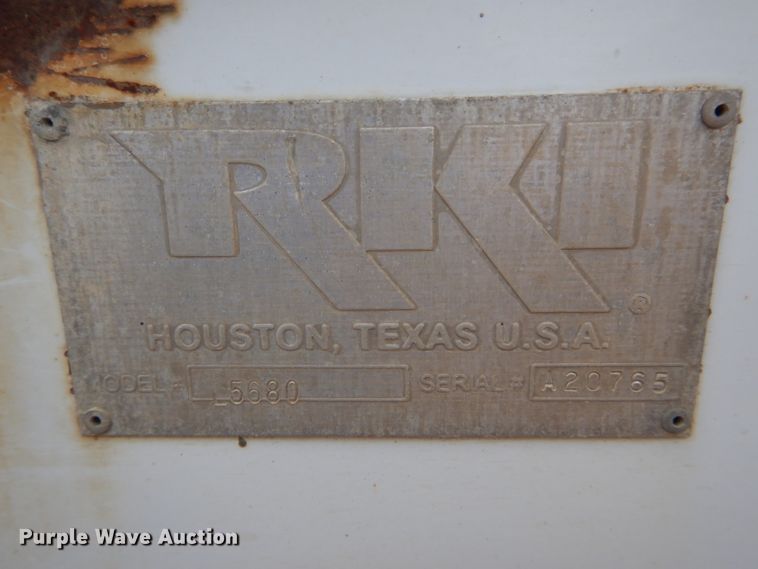 RKI ®
HOUSTON, TEXAS U.S.A.
MODEL # L5680 SERIAL # A20765
Purple Wave Auction